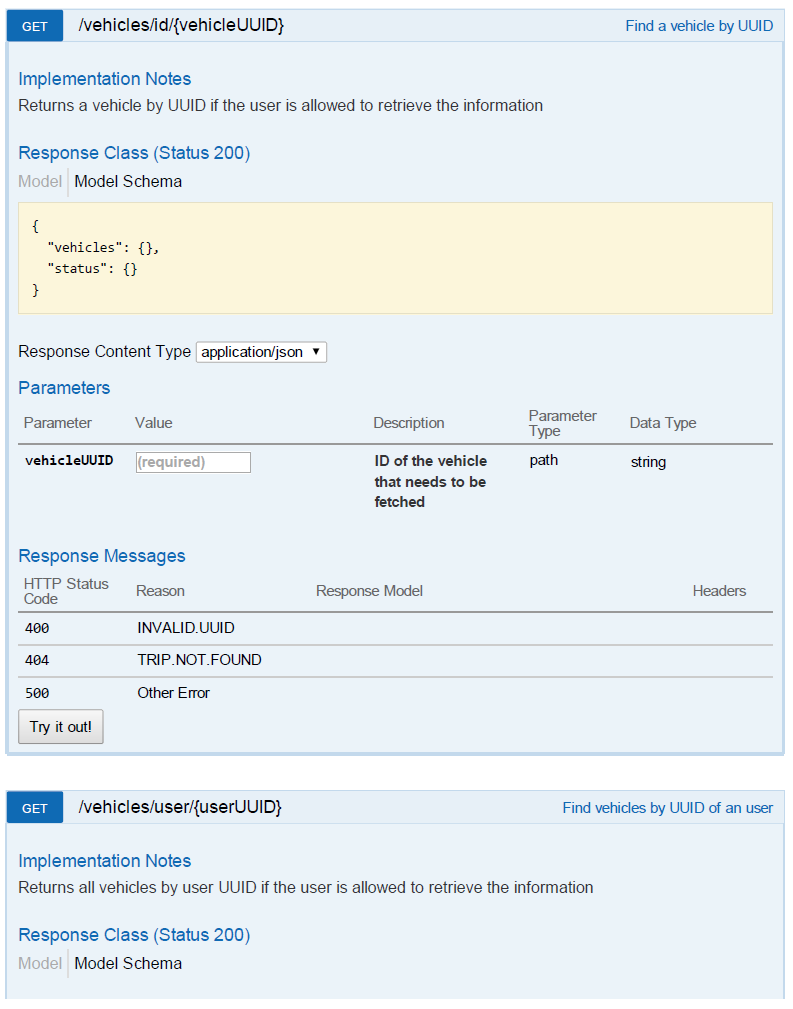 GET /vehicles/id/{vehicleUUID} Find a vehicle by UUID
Implementation Notes
Returns a vehicle by UUID if the user is allowed to retrieve the information
Response Class (Status 200)
Model Model Schema
{
"vehicles": {},
"status": {}
}
Response Content Type application/json ▼
Parameters
Parameter Value Description Parameter Type Data Type
vehicleUUID (required) ID of the vehicle path string
that needs to be
fetched
Response Messages
HTTP Status Code Reason Response Model Headers
400 INVALID.UUID
404 TRIP.NOT.FOUND
500 Other Error
Try it out!
GET /vehicles/user/{userUUID} Find vehicles by UUID of an user
Implementation Notes
Returns all vehicles by user UUID if the user is allowed to retrieve the information
Response Class (Status 200)
Model Model Schema